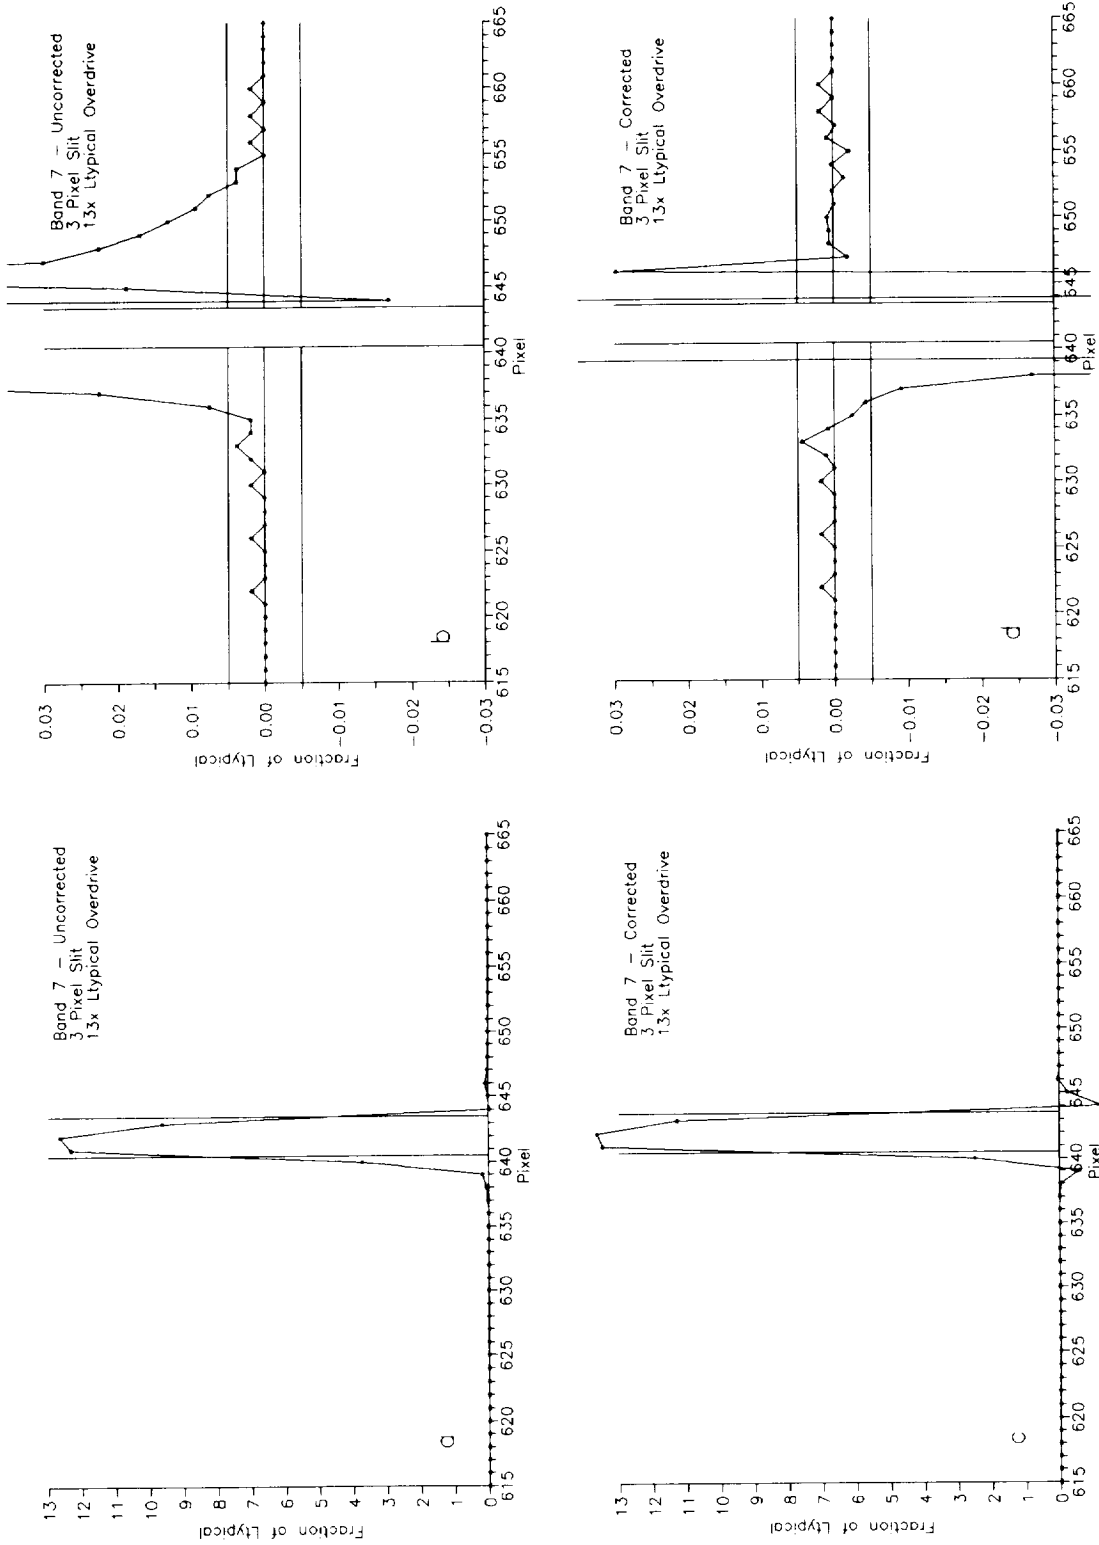 Band 7 - Uncorrected
3 Pixel Slit
13x Ltypical Overdrive
Fraction of Ltypical
13
12
11
10
9
8
7
6
5
4
3
2
1
0
a
615 620 625 630 635 640 645 650 655 660 665
Pixel
Band 7 - Uncorrected
3 Pixel Slit
13x Ltypical Overdrive
Fraction of Ltypical
0.03
0.02
0.01
0.00
-0.01
-0.02
-0.03
b
615 620 625 630 635 640 645 650 655 660 665
Pixel
Band 7 - Corrected
3 Pixel Slit
13x Ltypical Overdrive
Fraction of Ltypical
13
12
11
10
9
8
7
6
5
4
3
2
1
0
c
615 620 625 630 635 640 645 650 655 660 665
Pixel
Band 7 - Corrected
3 Pixel Slit
13x Ltypical Overdrive
Fraction of Ltypical
0.03
0.02
0.01
0.00
-0.01
-0.02
-0.03
d
615 620 625 630 635 640 645 650 655 660 665
Pixel